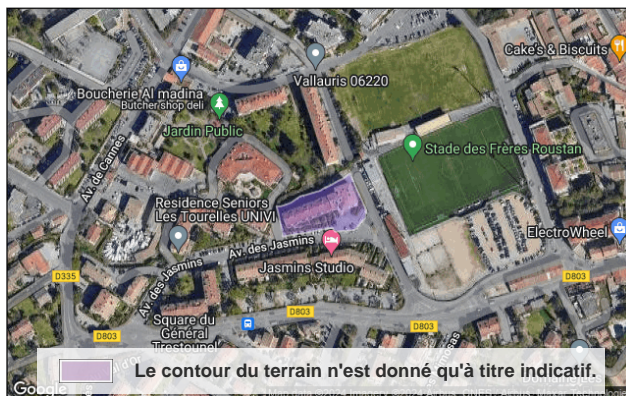 Cake's & Biscuits
Vallauris 06220
Boucherie Al madina
Butcher shop deli
Jardin Public
Stade des Frères Roustan
Av. de Cannes
Residence Seniors
Les Tourelles UNIVI
ElectroWheel
Av. des Jasmins
Jasmins Studio
Av. des Jasmins
D335
D803
D803
D803
D803
Square du
Général
Trestournel
Le contour du terrain n'est donné qu'à titre indicatif.
Google